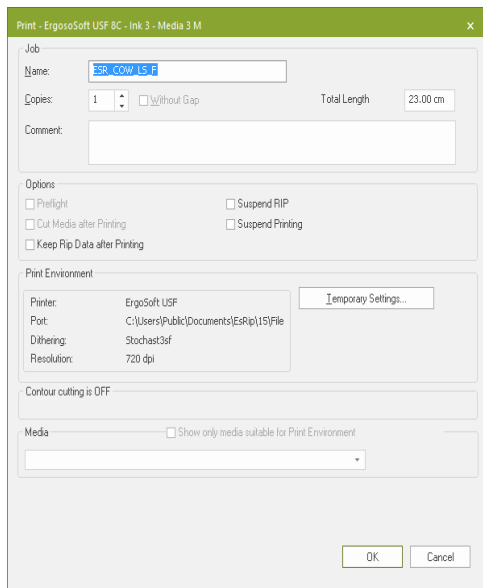 Print - ErgosoSoft USF 8C - Ink 3 - Media 3 M x
Job
Name: ESR_COW_LS_F
Copies: 1 Without Gap Total Length 23.00 cm
Comment:
Options
Preflight Suspend RIP
Cut Media after Printing Suspend Printing
Keep Rip Data after Printing
Print Environment
Printer: ErgoSoft USF Temporary Settings...
Port: C:\Users\Public\Documents\EsRip\15\File
Dithering: Stochast3sf
Resolution: 720 dpi
Contour cutting is OFF
Media Show only media suitable for Print Environment
OK Cancel